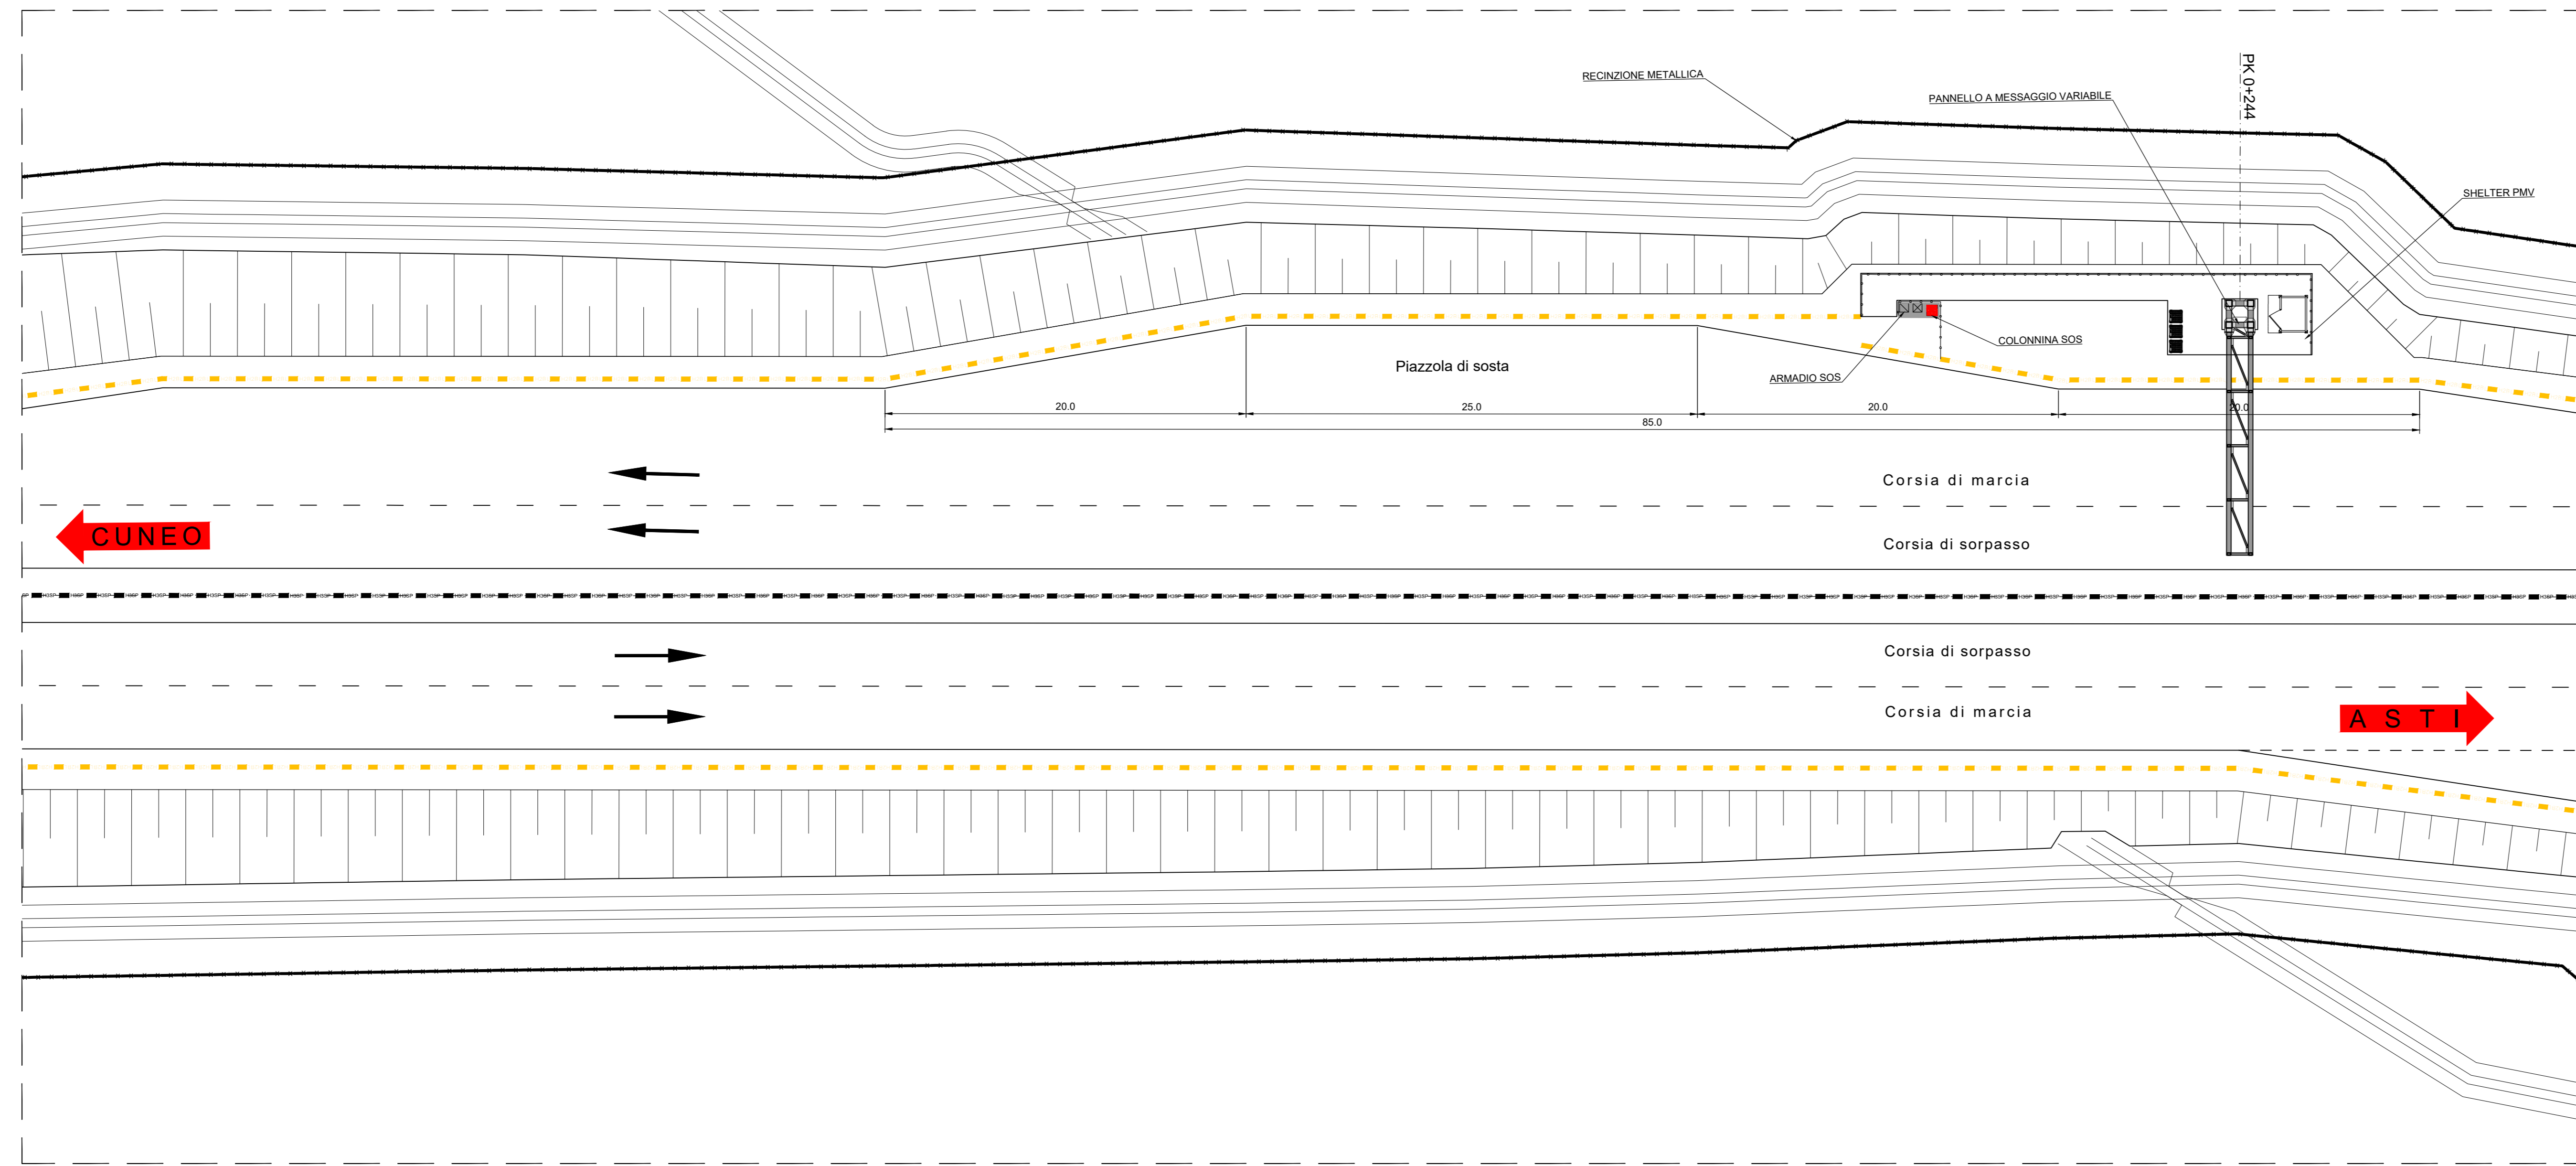 PK 0+244
RECINZIONE METALLICA
PANNELLO A MESSAGGIO VARIABILE
SHELTER PMV
COLONNINA SOS
Piazzola di sosta
ARMADIO SOS
20.0
25.0
20.0
20.0
85.0
Corsia di marcia
CUNEO
Corsia di sorpasso
Corsia di sorpasso
Corsia di marcia
ASTI